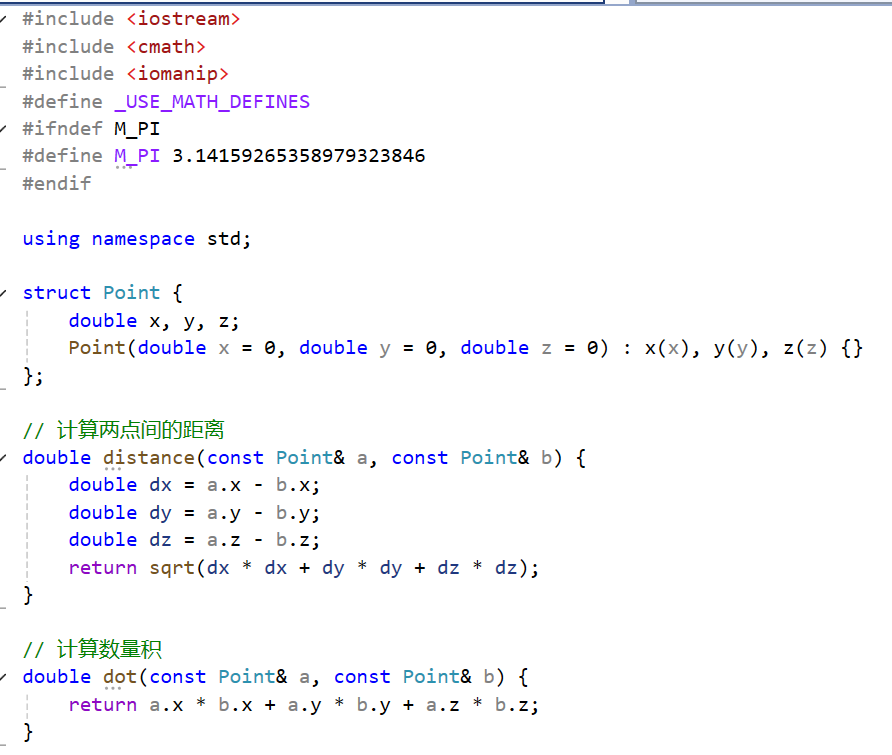 #include <iostream>
#include <cmath>
#include <iomanip>
#define _USE_MATH_DEFINES
#ifndef M_PI
#define M_PI 3.14159265358979323846
#endif
using namespace std;
struct Point {
double x, y, z;
Point(double x = 0, double y = 0, double z = 0) : x(x), y(y), z(z) {}
};
// 计算两点间的距离
double distance(const Point& a, const Point& b) {
double dx = a.x - b.x;
double dy = a.y - b.y;
double dz = a.z - b.z;
return sqrt(dx * dx + dy * dy + dz * dz);
}
// 计算数量积
double dot(const Point& a, const Point& b) {
return a.x * b.x + a.y * b.y + a.z * b.z;
}